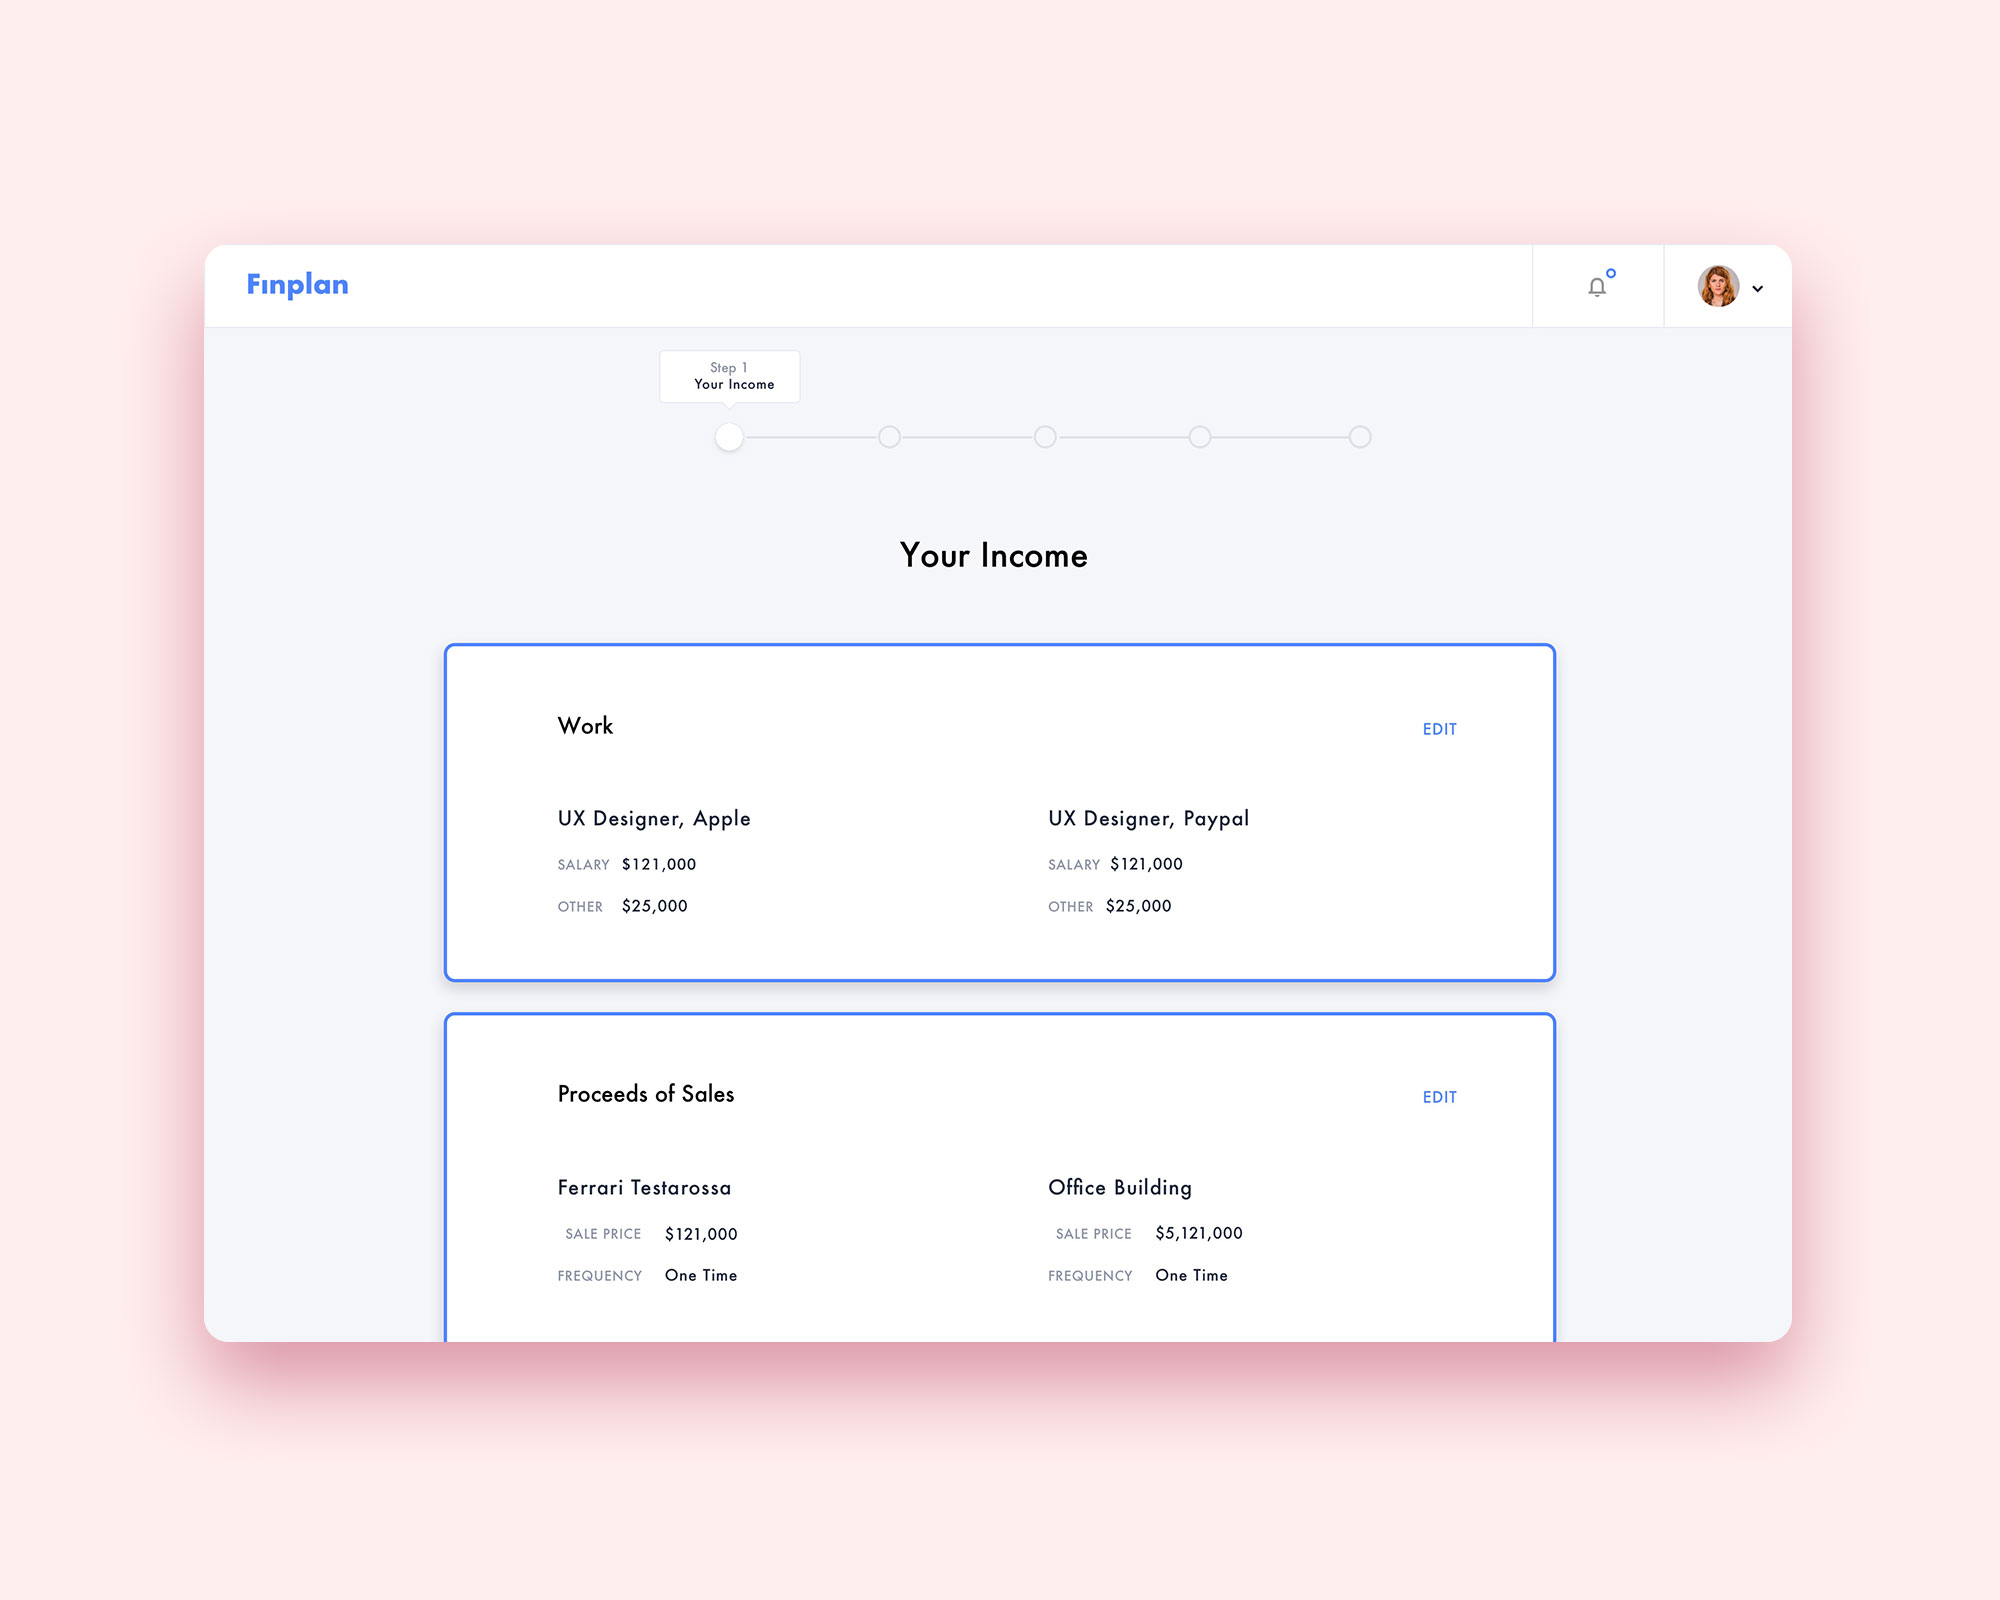 Finplan
Step 1
Your Income
Your Income
Work
EDIT
UX Designer, Apple
SALARY $121,000
OTHER $25,000
UX Designer, Paypal
SALARY $121,000
OTHER $25,000
Proceeds of Sales
EDIT
Ferrari Testarossa
SALE PRICE $121,000
FREQUENCY One Time
Office Building
SALE PRICE $5,121,000
FREQUENCY One Time